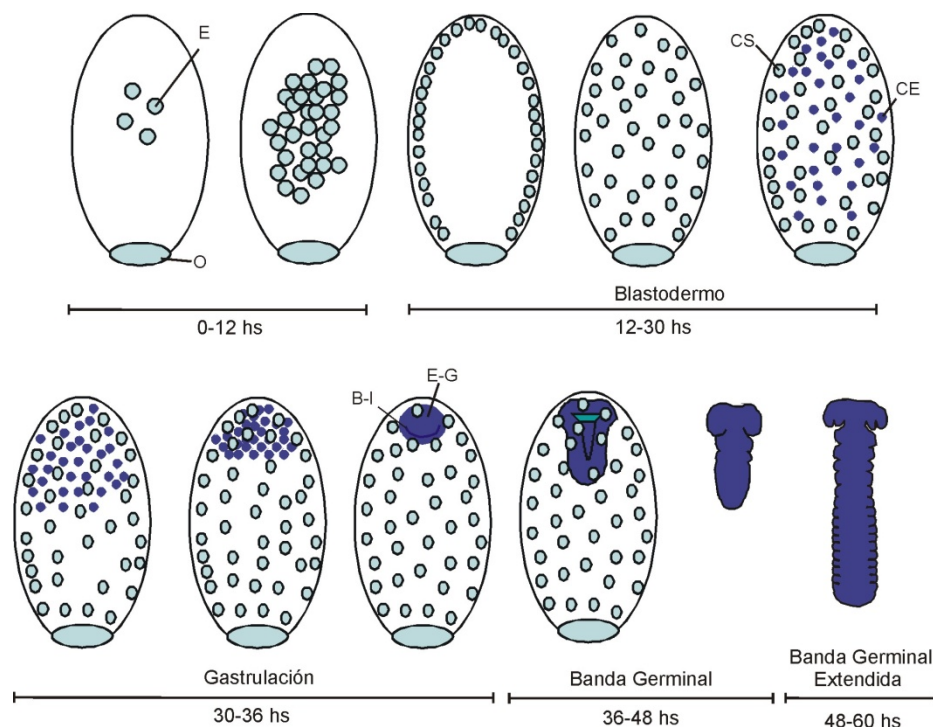 E
O
CS
CE
Blastodermo
0-12 hs
12-30 hs
B-I
E-G
Gastrulación
30-36 hs
Banda Germinal
36-48 hs
Banda Germinal
Extendida
48-60 hs